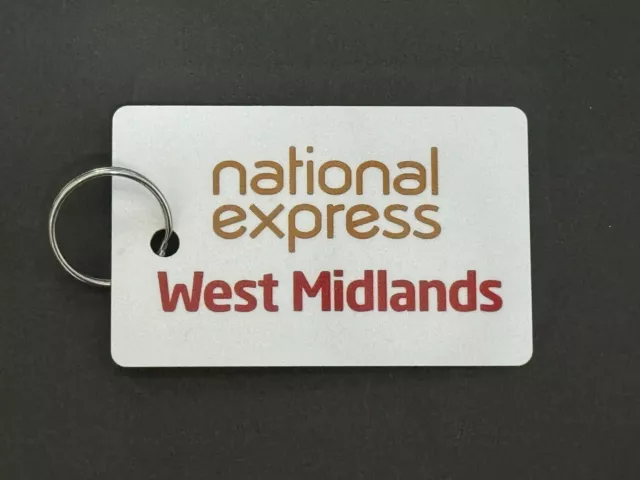 national
express
West Midlands